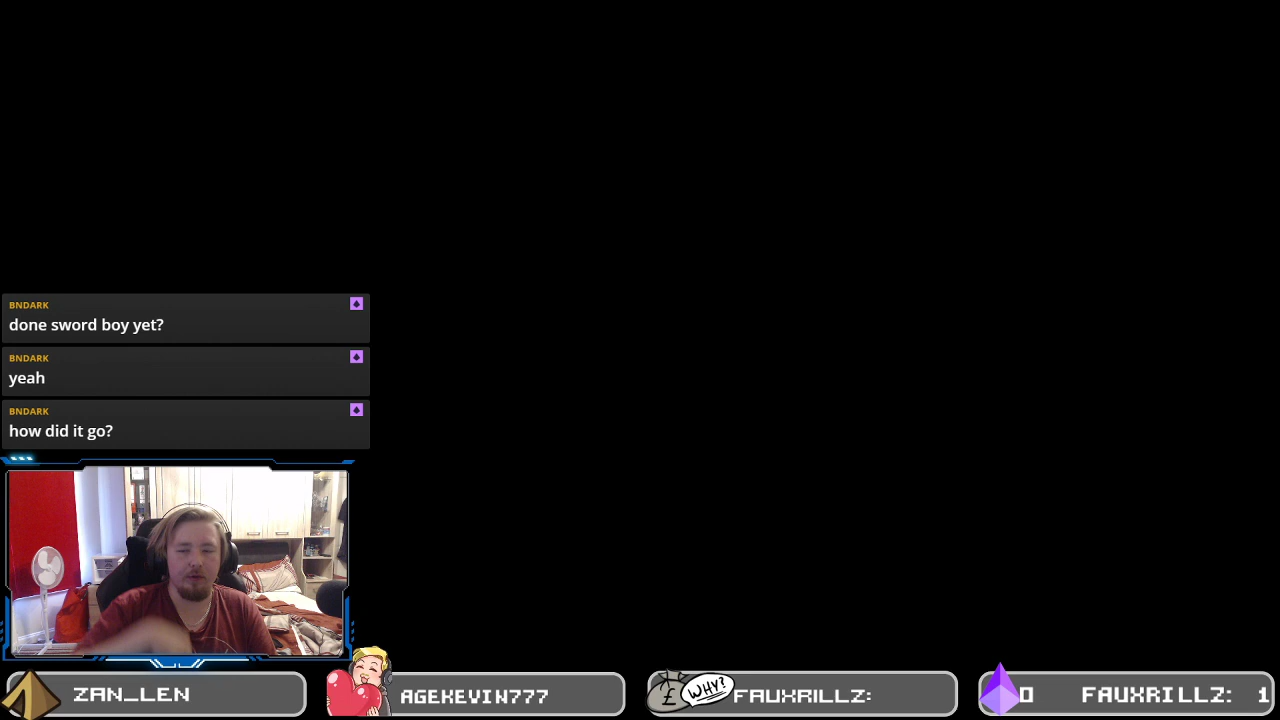 BNDARK
done sword boy yet?
BNDARK
yeah
BNDARK
how did it go?
ZAN_LEN
AGEKEVIN777
£
WHY?
FAUXRILLZ:
0 FAUXRILLZ: 1